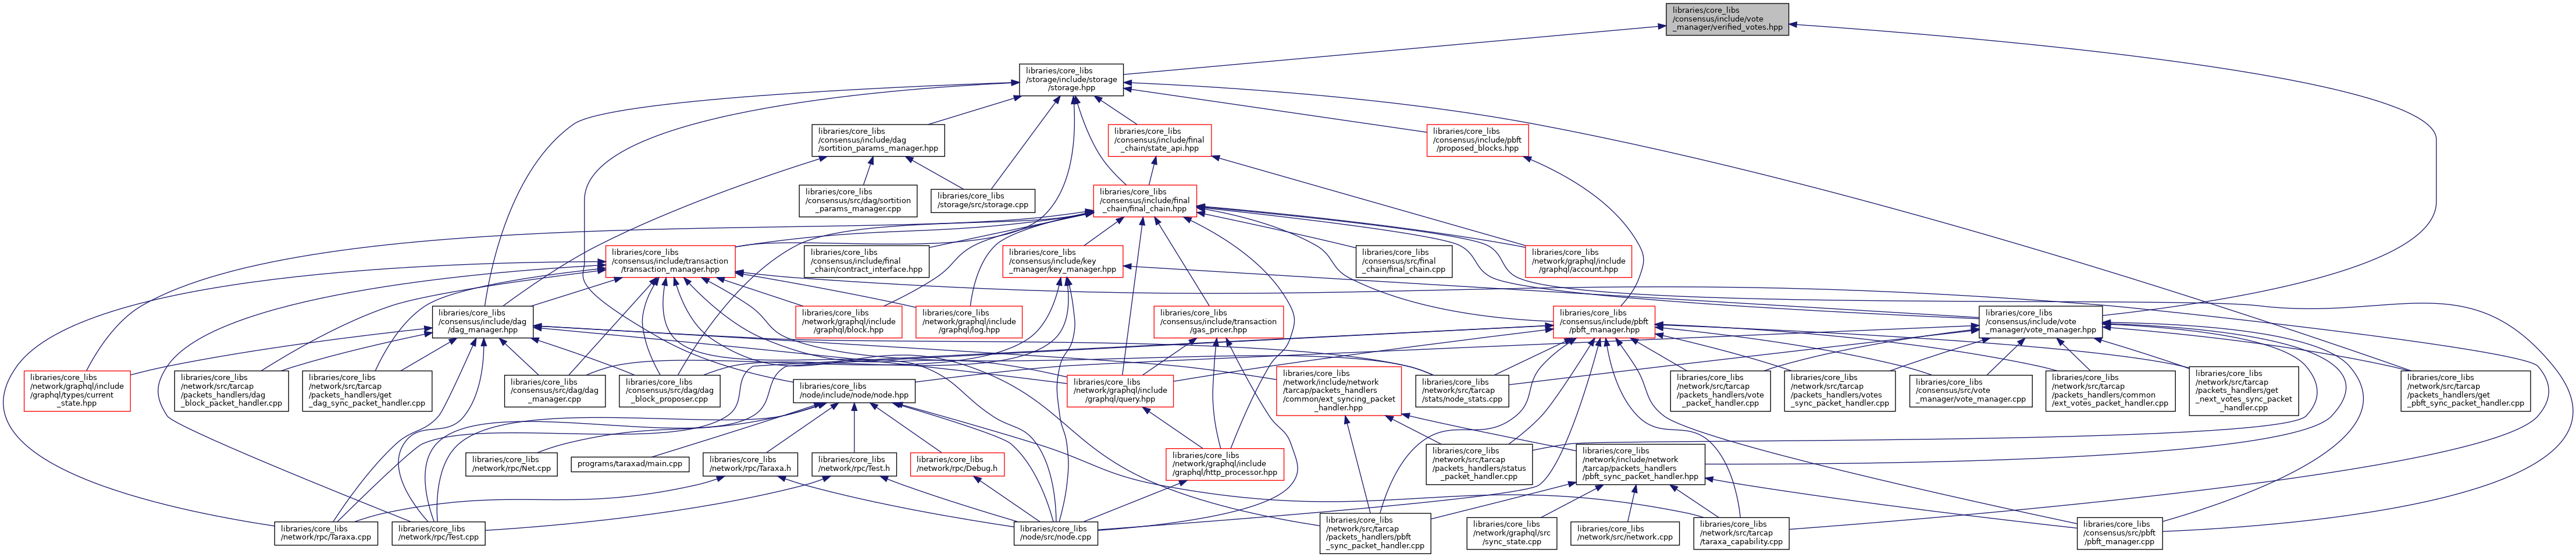 libraries/core_libs
/consensus/include/vote
_manager/verified_votes.hpp
libraries/core_libs
/storage/include/storage
/storage.hpp
libraries/core_libs
/consensus/include/dag
/sortition_params_manager.hpp
libraries/core_libs
/consensus/include/final
_chain/state_api.hpp
libraries/core_libs
/consensus/include/pbft
/proposed_blocks.hpp
libraries/core_libs
/consensus/src/dag/sortition
_params_manager.cpp
libraries/core_libs
/storage/src/storage.cpp
libraries/core_libs
/consensus/include/final
_chain/final_chain.hpp
libraries/core_libs
/consensus/include/transaction
/transaction_manager.hpp
libraries/core_libs
/consensus/include/final
_chain/contract_interface.hpp
libraries/core_libs
/consensus/include/key
_manager/key_manager.hpp
libraries/core_libs
/consensus/src/final
_chain/final_chain.cpp
libraries/core_libs
/network/graphql/include
/graphql/account.hpp
libraries/core_libs
/consensus/include/dag
/dag_manager.hpp
libraries/core_libs
/network/graphql/include
/graphql/block.hpp
libraries/core_libs
/network/graphql/include
/graphql/log.hpp
libraries/core_libs
/consensus/include/transaction
/gas_pricer.hpp
libraries/core_libs
/consensus/include/pbft
/pbft_manager.hpp
libraries/core_libs
/consensus/include/vote
_manager/vote_manager.hpp
libraries/core_libs
/network/graphql/include
/graphql/types/current
_state.hpp
libraries/core_libs
/network/src/tarcap
/packets_handlers/dag
_block_packet_handler.cpp
libraries/core_libs
/network/src/tarcap
/packets_handlers/get
_dag_sync_packet_handler.cpp
libraries/core_libs
/consensus/src/dag/dag
_manager.cpp
libraries/core_libs
/consensus/src/dag/dag
_block_proposer.cpp
libraries/core_libs
/node/include/node/node.hpp
libraries/core_libs
/network/graphql/include
/graphql/query.hpp
libraries/core_libs
/network/include/network
/tarcap/packets_handlers
/common/ext_syncing_packet
_handler.hpp
libraries/core_libs
/network/src/tarcap
/stats/node_stats.cpp
libraries/core_libs
/network/src/tarcap
/packets_handlers/vote
_packet_handler.cpp
libraries/core_libs
/network/src/tarcap
/packets_handlers/votes
_sync_packet_handler.cpp
libraries/core_libs
/consensus/src/vote
_manager/vote_manager.cpp
libraries/core_libs
/network/src/tarcap
/packets_handlers/common
/ext_votes_packet_handler.cpp
libraries/core_libs
/network/src/tarcap
/packets_handlers/get
_next_votes_sync_packet
_handler.cpp
libraries/core_libs
/network/src/tarcap
/packets_handlers/get
_pbft_sync_packet_handler.cpp
libraries/core_libs
/network/rpc/Net.cpp
programs/taraxad/main.cpp
libraries/core_libs
/network/rpc/Taraxa.h
libraries/core_libs
/network/rpc/Test.h
libraries/core_libs
/network/rpc/Debug.h
libraries/core_libs
/network/graphql/include
/graphql/http_processor.hpp
libraries/core_libs
/network/src/tarcap
/packets_handlers/status
_packet_handler.cpp
libraries/core_libs
/network/include/network
/tarcap/packets_handlers
/pbft_sync_packet_handler.hpp
libraries/core_libs
/network/rpc/Taraxa.cpp
libraries/core_libs
/network/rpc/Test.cpp
libraries/core_libs
/node/src/node.cpp
libraries/core_libs
/network/src/tarcap
/packets_handlers/pbft
_sync_packet_handler.cpp
libraries/core_libs
/network/graphql/src
/sync_state.cpp
libraries/core_libs
/network/src/network.cpp
libraries/core_libs
/network/src/tarcap
/taraxa_capability.cpp
libraries/core_libs
/consensus/src/pbft
/pbft_manager.cpp